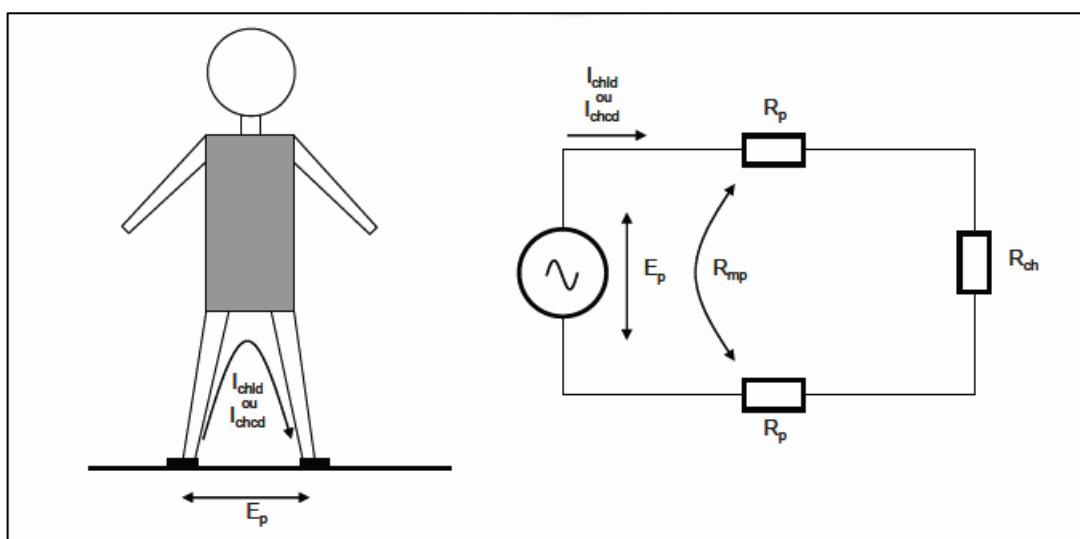 I_chld
ou
I_chcd
E_p
I_chld
ou
I_chcd
R_p
E_p
R_mp
R_ch
R_p